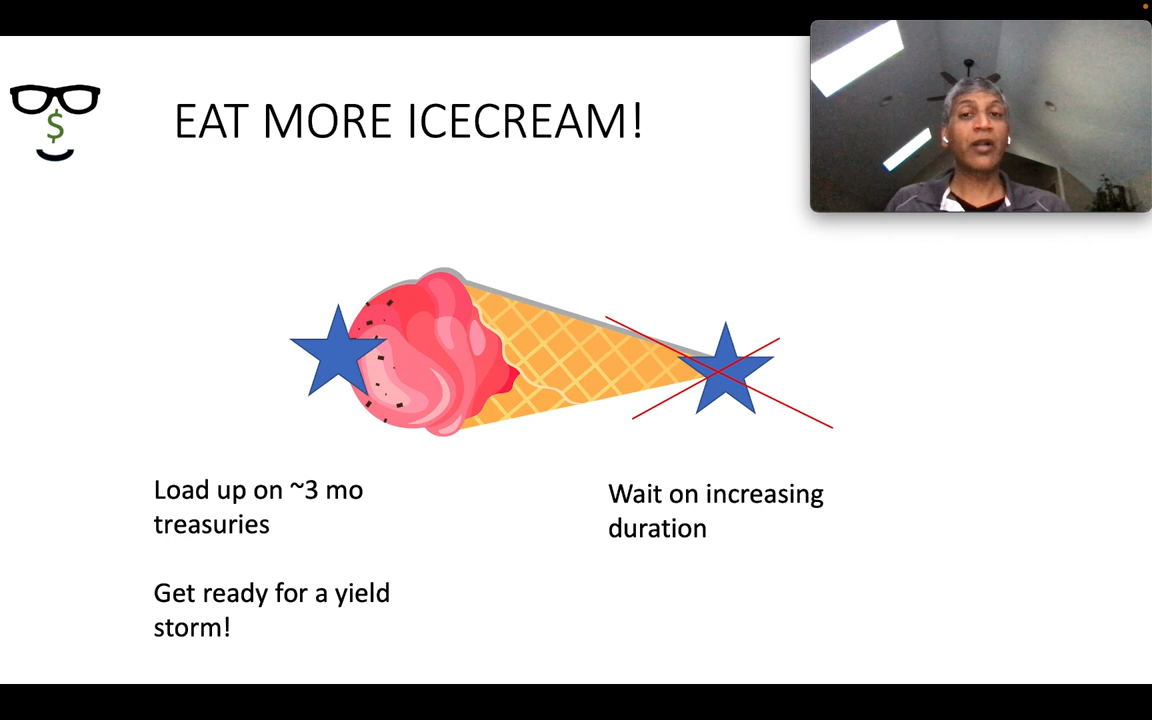 EAT MORE ICECREAM!
$
Load up on ~3 mo
treasuries
Get ready for a yield
storm!
Wait on increasing
duration